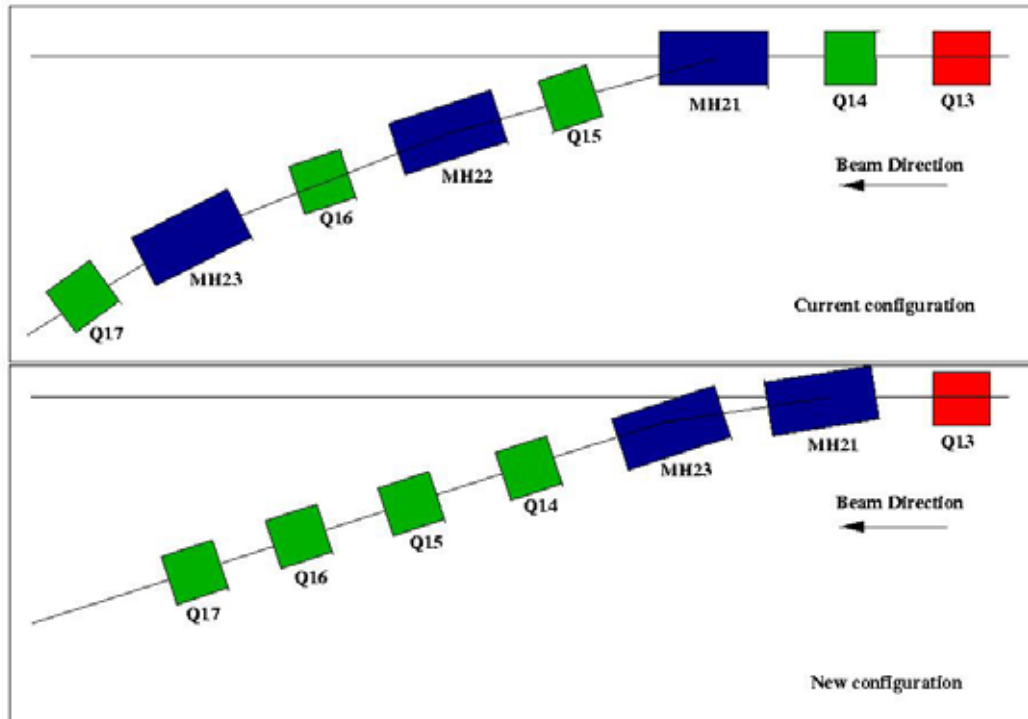 MH21
Q14
Q13
Q15
Beam Direction
MH22
Q16
MH23
Current configuration
Q17
MH21
Q13
MH23
Beam Direction
Q14
Q15
Q16
Q17
New configuration